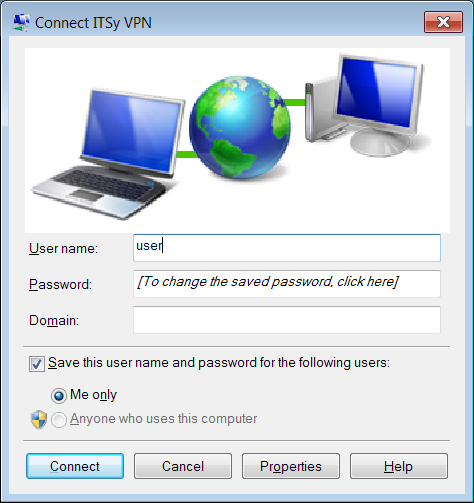 Connect ITSy VPN
User name: user
Password: [To change the saved password, click here]
Domain:
Save this user name and password for the following users:
Me only
Anyone who uses this computer
Connect Cancel Properties Help